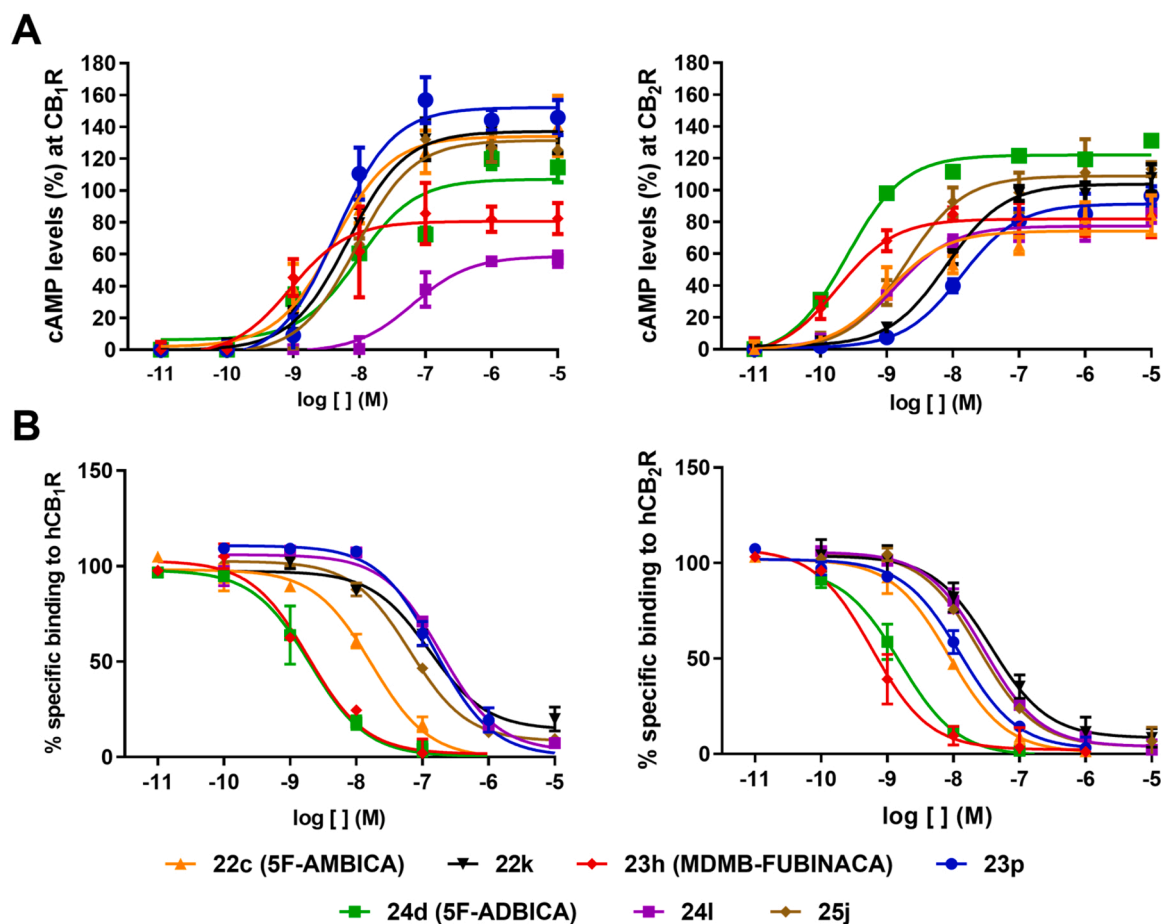 A
cAMP levels (%) at CB₁R
180
160
140
120
100
80
60
40
20
0
-11 -10 -9 -8 -7 -6 -5
log [ ] (M)
cAMP levels (%) at CB₂R
180
160
140
120
100
80
60
40
20
0
-11 -10 -9 -8 -7 -6 -5
log [ ] (M)
B
% specific binding to hCB₁R
150
100
50
0
-11 -10 -9 -8 -7 -6 -5
log [ ] (M)
% specific binding to hCB₂R
150
100
50
0
-11 -10 -9 -8 -7 -6 -5
log [ ] (M)
22c (5F-AMBICA) 22k 23h (MDMB-FUBINACA) 23p
24d (5F-ADBICA) 24l 25j